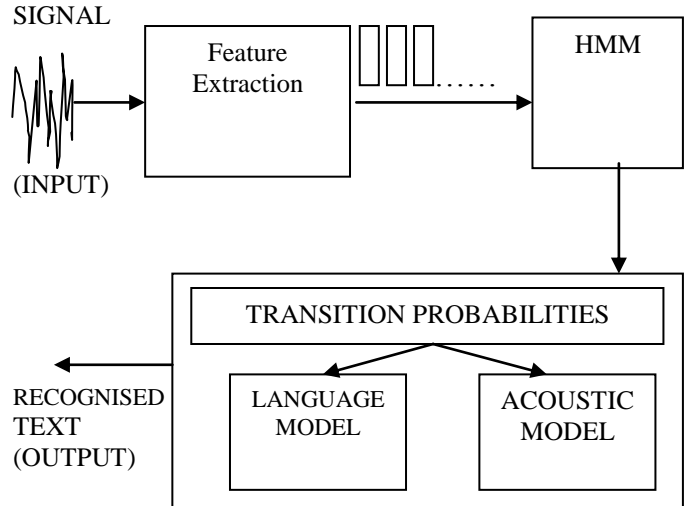 SIGNAL
Feature
Extraction
HMM
. . . . . .
(INPUT)
TRANSITION PROBABILITIES
RECOGNISED
TEXT
(OUTPUT)
LANGUAGE
MODEL
ACOUSTIC
MODEL